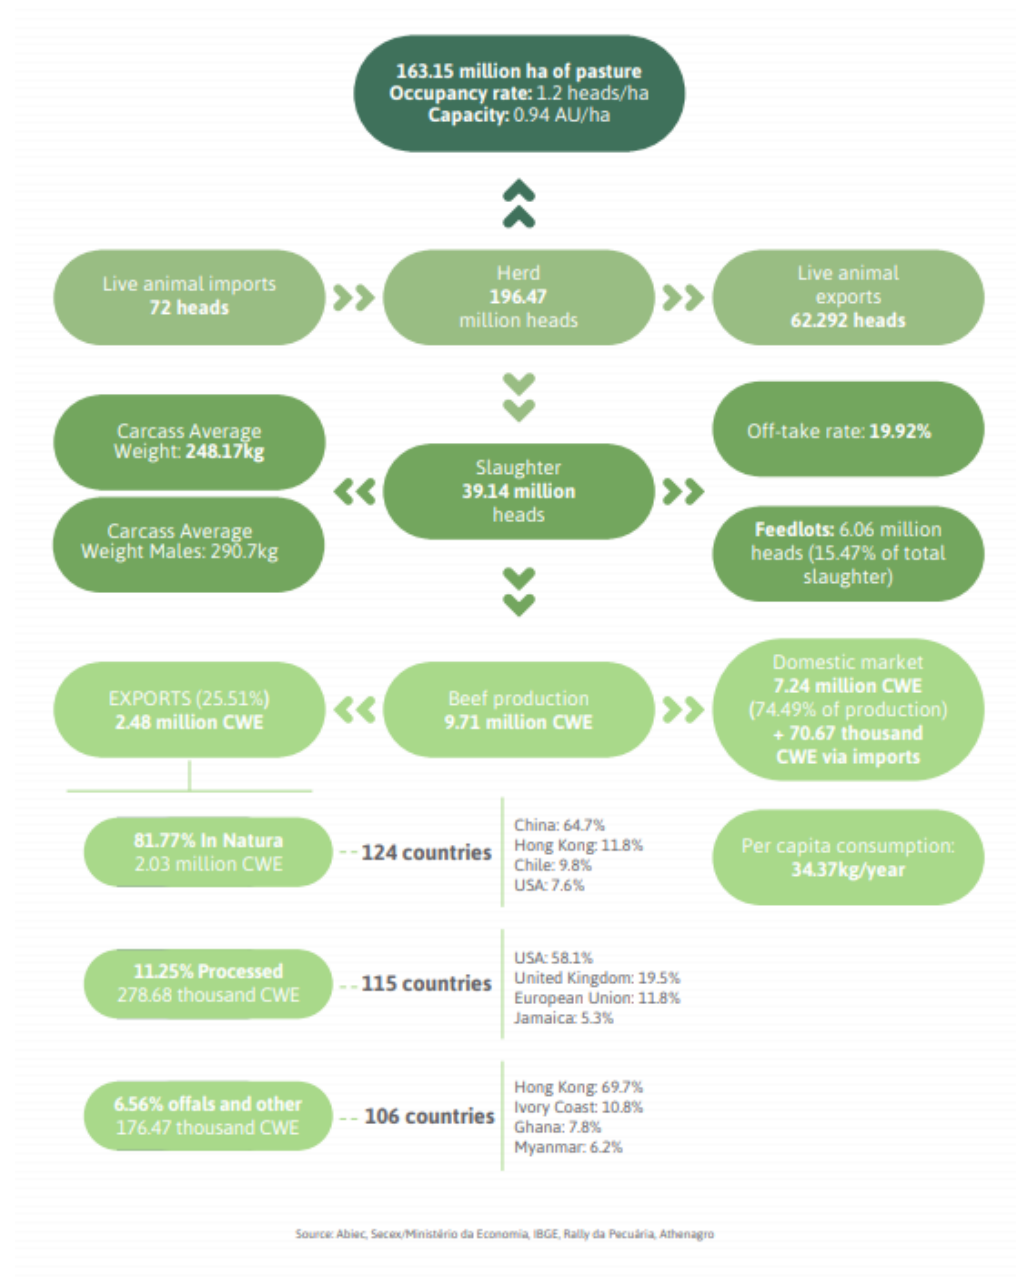 163.15 million ha of pasture
Occupancy rate: 1.2 heads/ha
Capacity: 0.94 AU/ha
Live animal imports
72 heads
Herd
196.47
million heads
Live animal
exports
62.292 heads
Carcass Average
Weight: 248.17kg
Carcass Average
Weight Males: 290.7kg
Slaughter
39.14 million
heads
Off-take rate: 19.92%
Feedlots: 6.06 million
heads (15.47% of total
slaughter)
EXPORTS (25.51%)
2.48 million CWE
Beef production
9.71 million CWE
Domestic market
7.24 million CWE
(74.49% of production)
+ 70.67 thousand
CWE via imports
81.77% In Natura
2.03 million CWE
124 countries
China: 64.7%
Hong Kong: 11.8%
Chile: 9.8%
USA: 7.6%
Per capita consumption:
34.37kg/year
11.25% Processed
278.68 thousand CWE
115 countries
USA: 58.1%
United Kingdom: 19.5%
European Union: 11.8%
Jamaica: 5.3%
6.56% offals and other
176.47 thousand CWE
106 countries
Hong Kong: 69.7%
Ivory Coast: 10.8%
Ghana: 7.8%
Myanmar: 6.2%
Source: Abiec, Secex/Ministério da Economia, IBGE, Rally da Pecuária, Athenagro